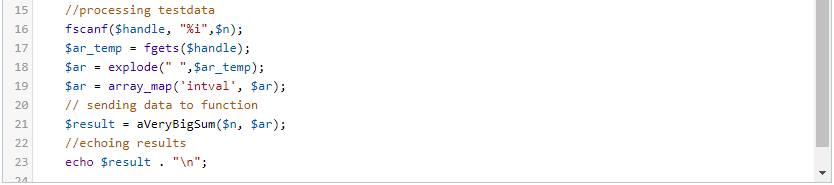 15 //processing testdata
16 fscanf($handle, "%i",$n);
17 $ar_temp = fgets($handle);
18 $ar = explode(" ",$ar_temp);
19 $ar = array_map('intval', $ar);
20 // sending data to function
21 $result = aVeryBigSum($n, $ar);
22 //echoing results
23 echo $result . "\n";
24